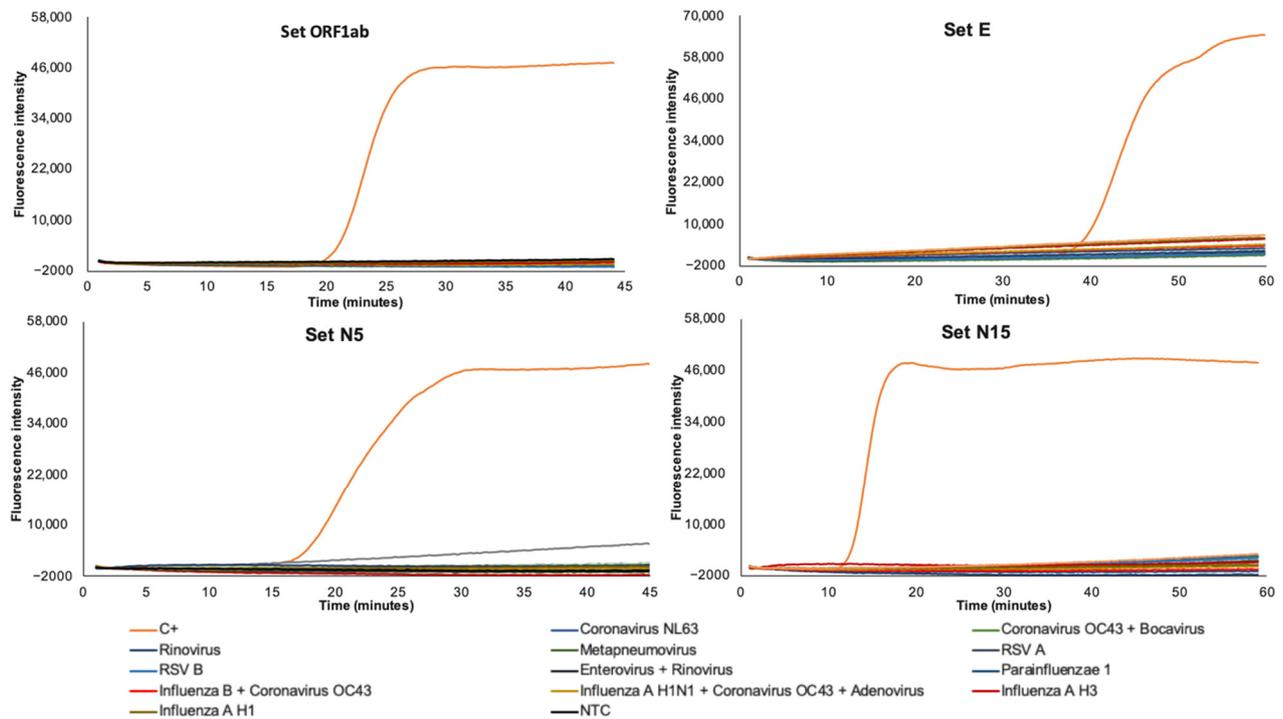 Set ORF1ab
Fluorescence intensity
58,000
46,000
34,000
22,000
10,000
−2000
0 5 10 15 20 25 30 35 40 45
Time (minutes)
Set E
Fluorescence intensity
70,000
58,000
46,000
34,000
22,000
10,000
−2000
0 10 20 30 40 50 60
Time (minutes)
Set N5
Fluorescence intensity
58,000
46,000
34,000
22,000
10,000
−2000
0 5 10 15 20 25 30 35 40 45
Time (minutes)
Set N15
Fluorescence intensity
58,000
46,000
34,000
22,000
10,000
−2000
0 10 20 30 40 50 60
Time (minutes)
C+ Coronavirus NL63 Coronavirus OC43 + Bocavirus
Rinovirus Metapneumovirus RSV A
RSV B Enterovirus + Rinovirus Parainfluenzae 1
Influenza B + Coronavirus OC43 Influenza A H1N1 + Coronavirus OC43 + Adenovirus Influenza A H3
Influenza A H1 NTC